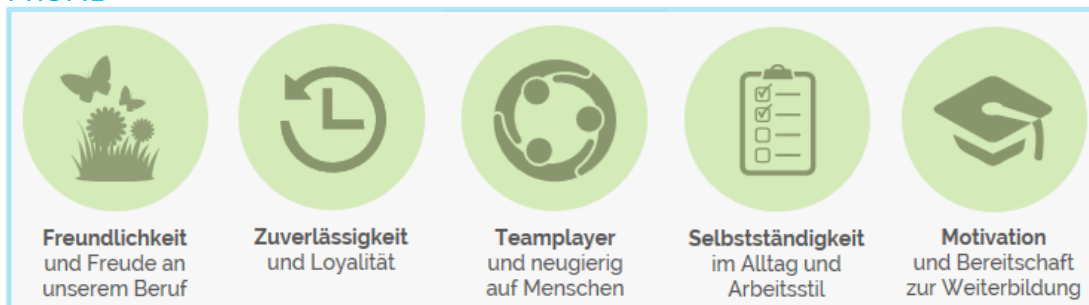 Freundlichkeit
und Freude an
unserem Beruf
Zuverlässigkeit
und Loyalität
Teamplayer
und neugierig
auf Menschen
Selbstständigkeit
im Alltag und
Arbeitsstil
Motivation
und Bereitschaft
zur Weiterbildung